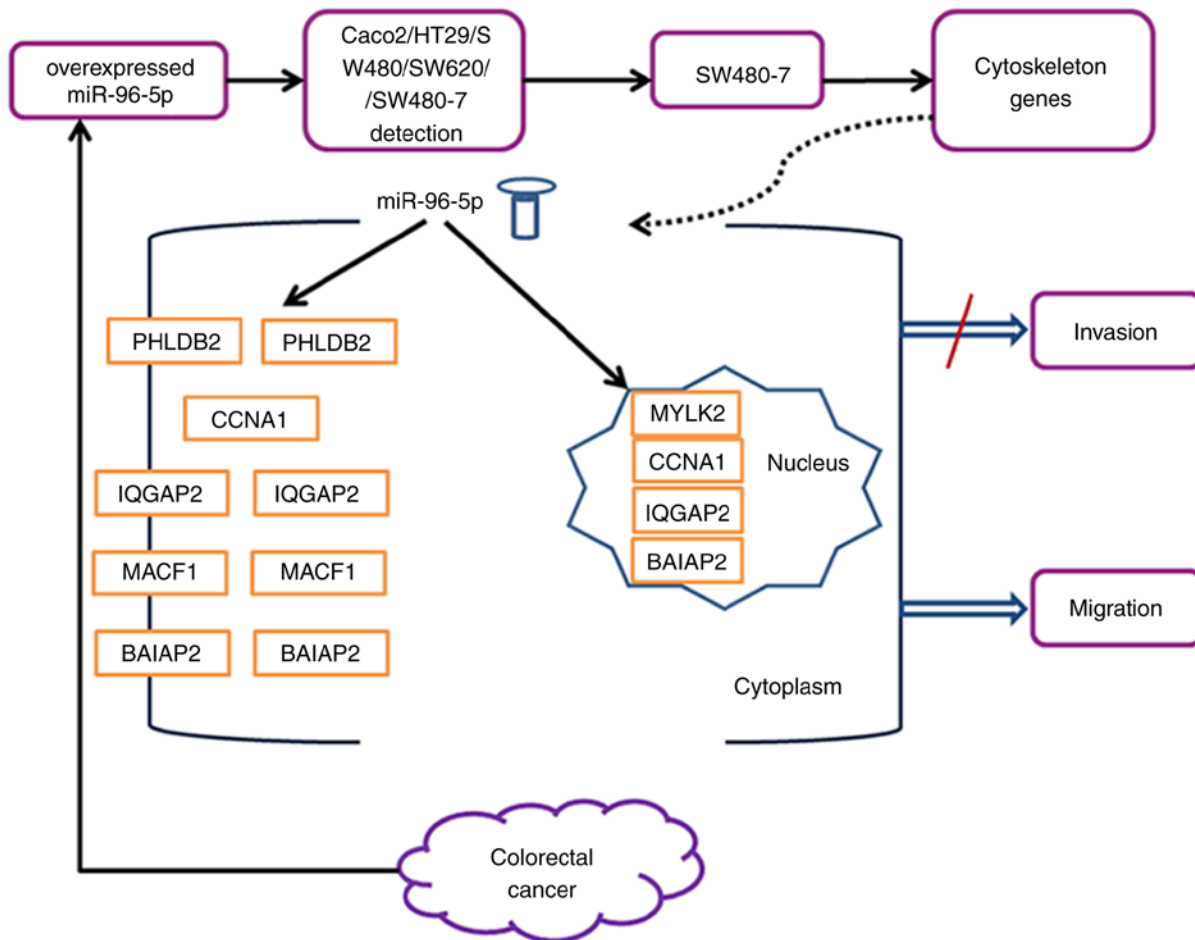 overexpressed
miR-96-5p
Caco2/HT29/S
W480/SW620/
/SW480-7
detection
SW480-7
Cytoskeleton
genes
miR-96-5p
PHLDB2
PHLDB2
CCNA1
IQGAP2
IQGAP2
MACF1
MACF1
BAIAP2
BAIAP2
MYLK2
CCNA1
IQGAP2
BAIAP2
Nucleus
Cytoplasm
Invasion
Migration
Colorectal
cancer